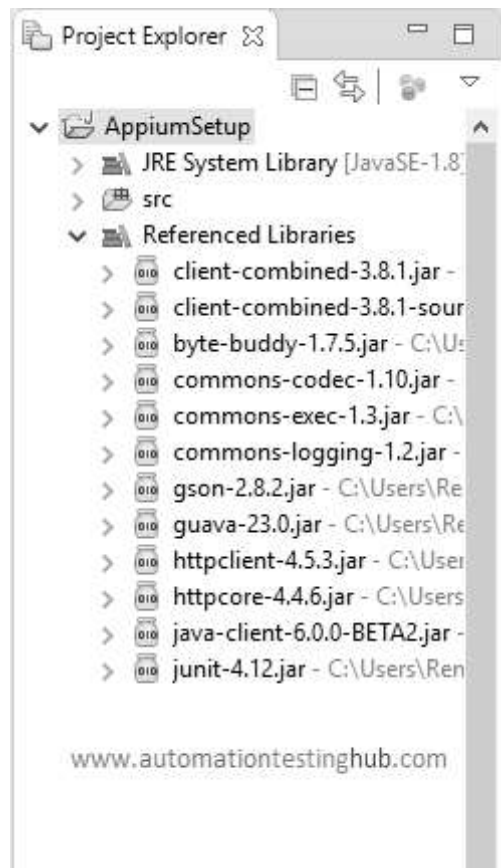 Project Explorer
AppiumSetup
JRE System Library [JavaSE-1.8]
src
Referenced Libraries
client-combined-3.8.1.jar -
client-combined-3.8.1-sour
byte-buddy-1.7.5.jar - C:\Us
commons-codec-1.10.jar -
commons-exec-1.3.jar - C:\
commons-logging-1.2.jar -
gson-2.8.2.jar - C:\Users\Re
guava-23.0.jar - C:\Users\Re
httpclient-4.5.3.jar - C:\User
httpcore-4.4.6.jar - C:\Users
java-client-6.0.0-BETA2.jar -
junit-4.12.jar - C:\Users\Ren
www.automationtestinghub.com